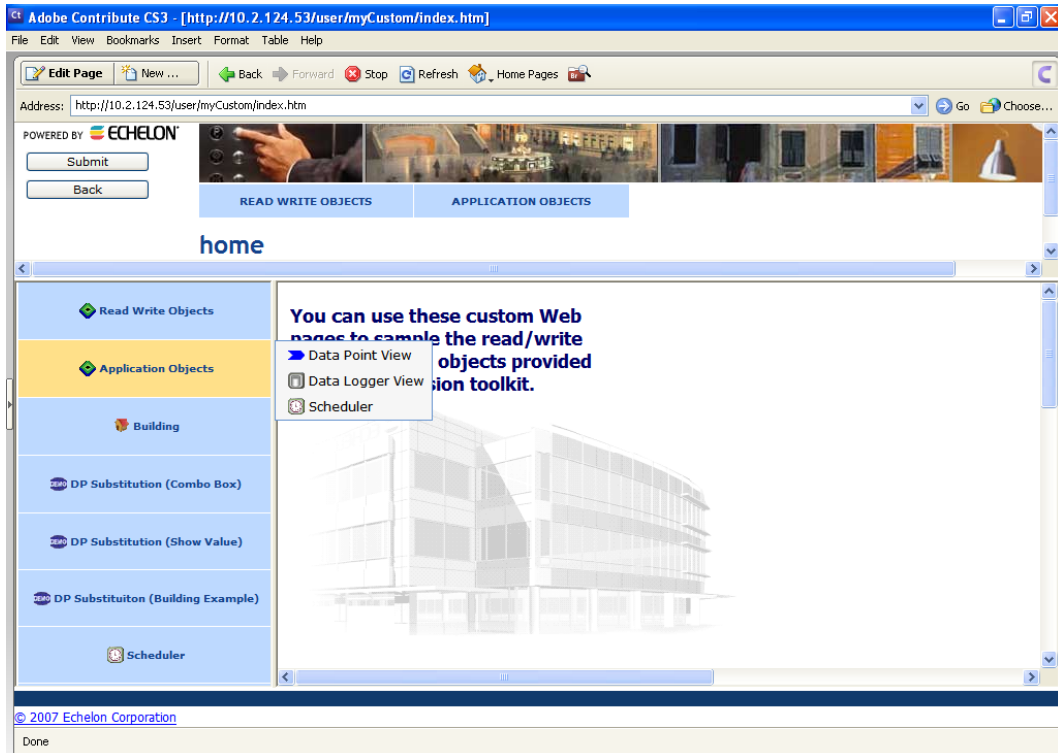 Ct Adobe Contribute CS3 - [http://10.2.124.53/user/myCustom/index.htm]
File Edit View Bookmarks Insert Format Table Help
Edit Page New ... Back Forward Stop Refresh Home Pages Br
Address: http://10.2.124.53/user/myCustom/index.htm Go Choose...
POWERED BY ECHELON
Submit
Back
READ WRITE OBJECTS APPLICATION OBJECTS
home
Read Write Objects
Application Objects
Building
DEMO DP Substitution (Combo Box)
DEMO DP Substitution (Show Value)
DEMO DP Substituiton (Building Example)
Scheduler
You can use these custom Web
pages to sample the read/write
objects provided
sion toolkit.
Data Point View
Data Logger View
Scheduler
© 2007 Echelon Corporation
Done